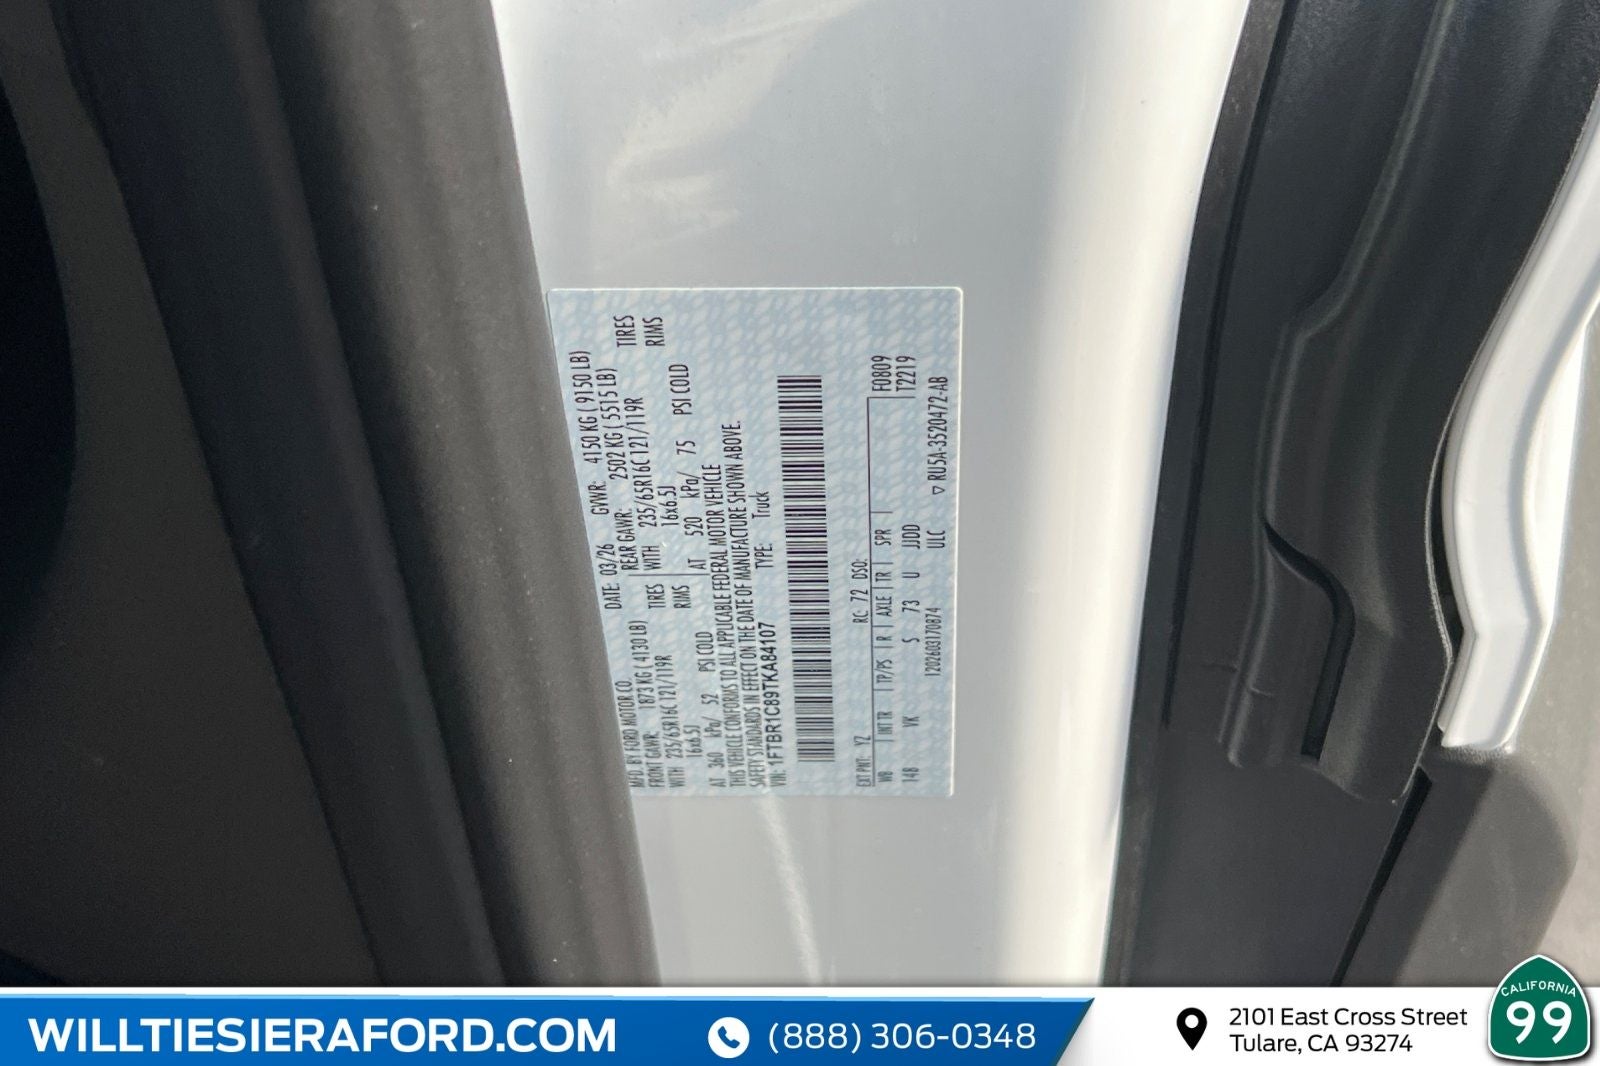 MFD. BY FORD MOTOR CO.
DATE: 03/26 GVWR: 4150 KG ( 9150 LB)
FRONT GAWR: 1873 KG ( 4130 LB) REAR GAWR: 2502 KG ( 5515 LB)
WITH 235/65R16C 121/119R TIRES WITH 235/65R16C 121/119R TIRES
16x6.5J RIMS 16x6.5J RIMS
AT 360 kPa/ 52 PSI COLD AT 520 kPa/ 75 PSI COLD
THIS VEHICLE CONFORMS TO ALL APPLICABLE FEDERAL MOTOR VEHICLE
SAFETY STANDARDS IN EFFECT ON THE DATE OF MANUFACTURE SHOWN ABOVE.
VIN: 1FTBR1C89TKA84107 TYPE: Truck
EXT PNT: YZ RC: 72 DSO: F0809
WB INT TR TP/PS R AXLE TR SPR T2219
148 VK S 73 U JJDD
1202603170874 ULC ▽ RU5A-3520472-AB
WILLTIESIERAFORD.COM
(888) 306-0348
2101 East Cross Street
Tulare, CA 93274
CALIFORNIA
99